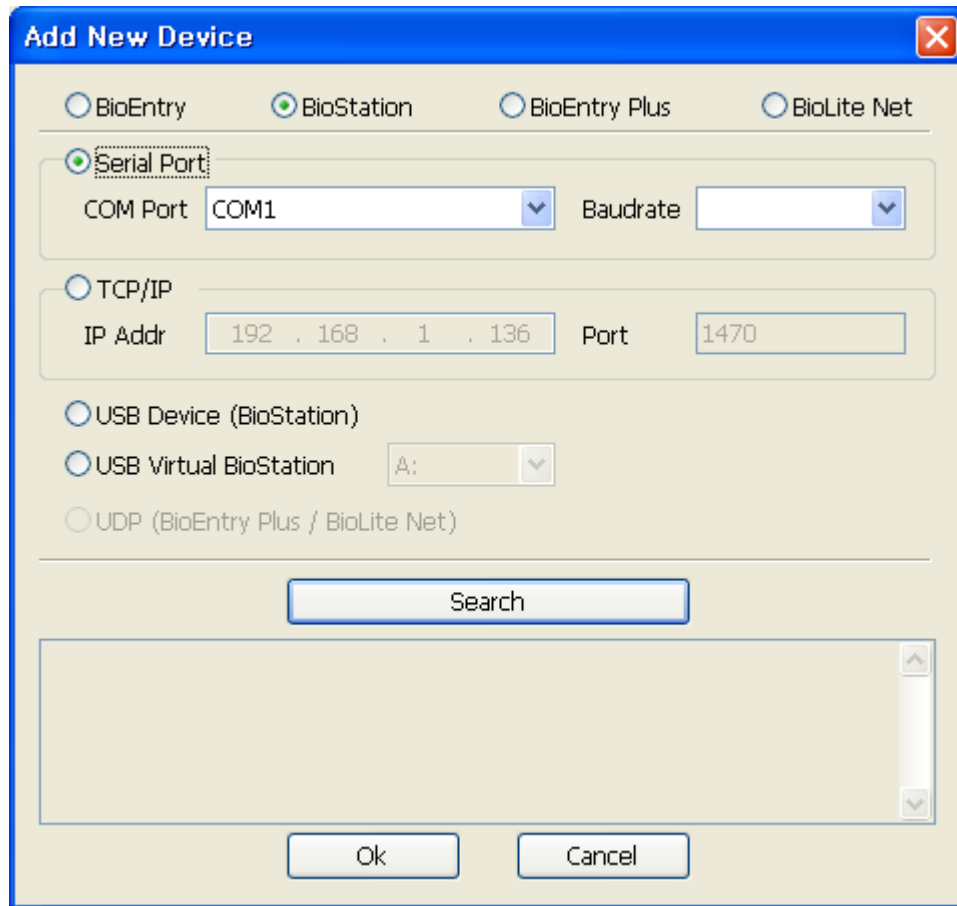 Add New Device
BioEntry BioStation BioEntry Plus BioLite Net
Serial Port
COM Port COM1 Baudrate
TCP/IP
IP Addr 192 . 168 . 1 . 136 Port 1470
USB Device (BioStation)
USB Virtual BioStation A:
UDP (BioEntry Plus / BioLite Net)
Search
Ok Cancel